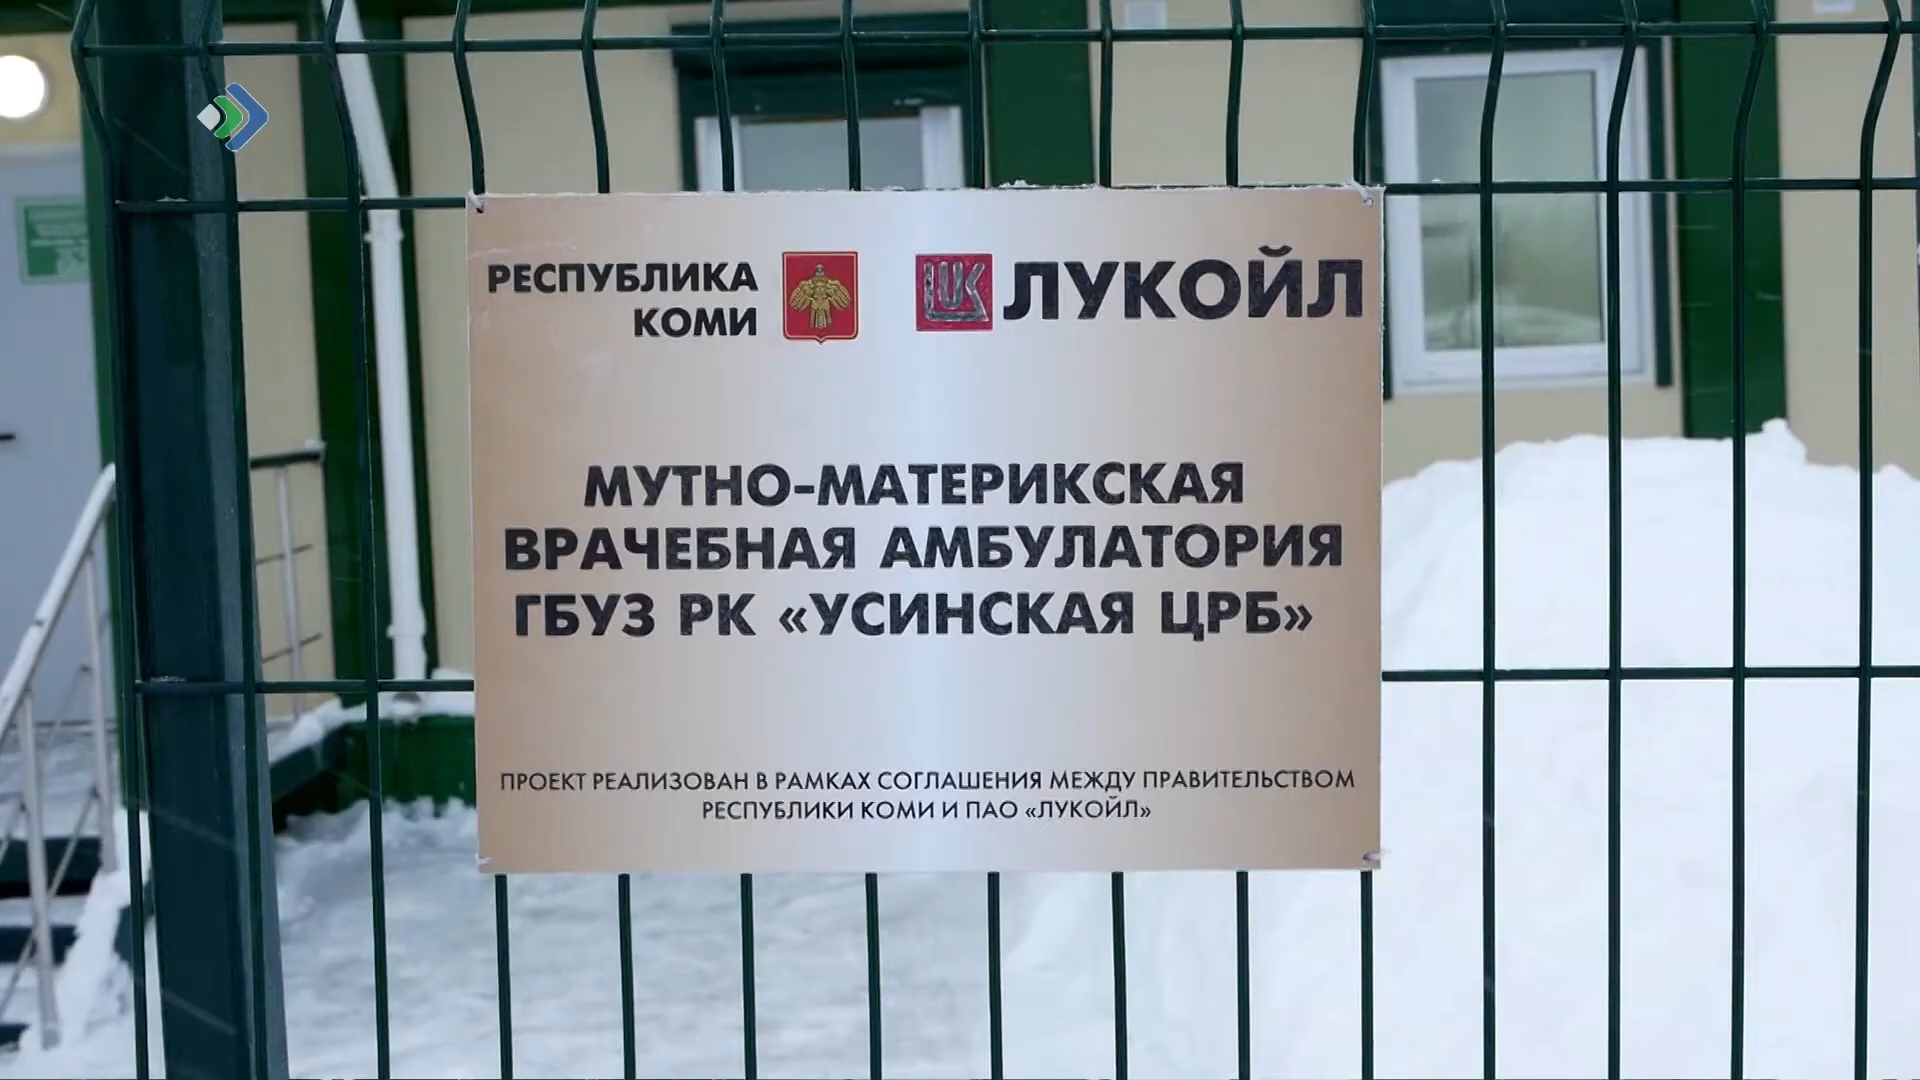 РЕСПУБЛИКА
КОМИ
LUK ЛУКОЙЛ
МУТНО-МАТЕРИКСКАЯ
ВРАЧЕБНАЯ АМБУЛАТОРИЯ
ГБУЗ РК «УСИНСКАЯ ЦРБ»
ПРОЕКТ РЕАЛИЗОВАН В РАМКАХ СОГЛАШЕНИЯ МЕЖДУ ПРАВИТЕЛЬСТВОМ
РЕСПУБЛИКИ КОМИ И ПАО «ЛУКОЙЛ»